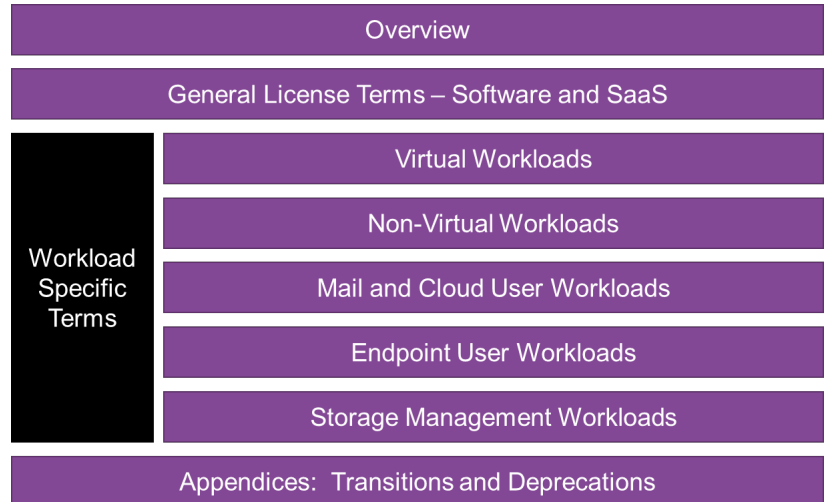 Overview
General License Terms – Software and SaaS
Workload
Specific
Terms
Virtual Workloads
Non-Virtual Workloads
Mail and Cloud User Workloads
Endpoint User Workloads
Storage Management Workloads
Appendices:  Transitions and Deprecations